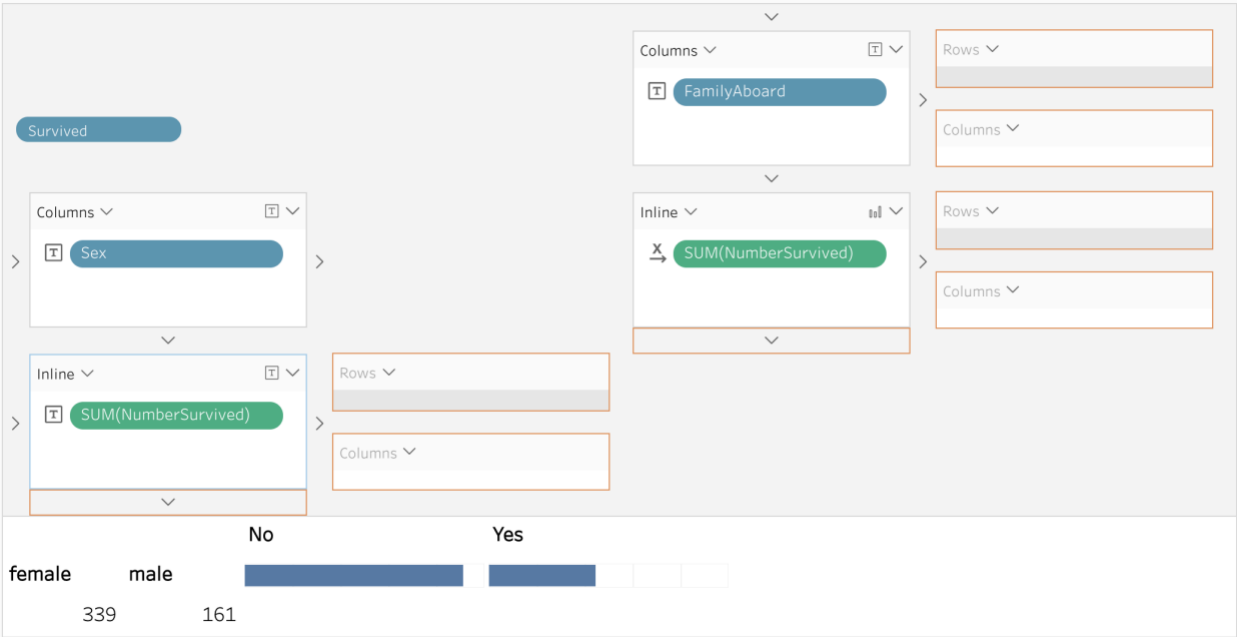 Columns
T
Rows
T FamilyAboard
Survived
Columns
Columns
T
Inline
Rows
T Sex
X SUM(NumberSurvived)
Columns
Inline
T
Rows
T SUM(NumberSurvived)
Columns
No Yes
female male
339 161